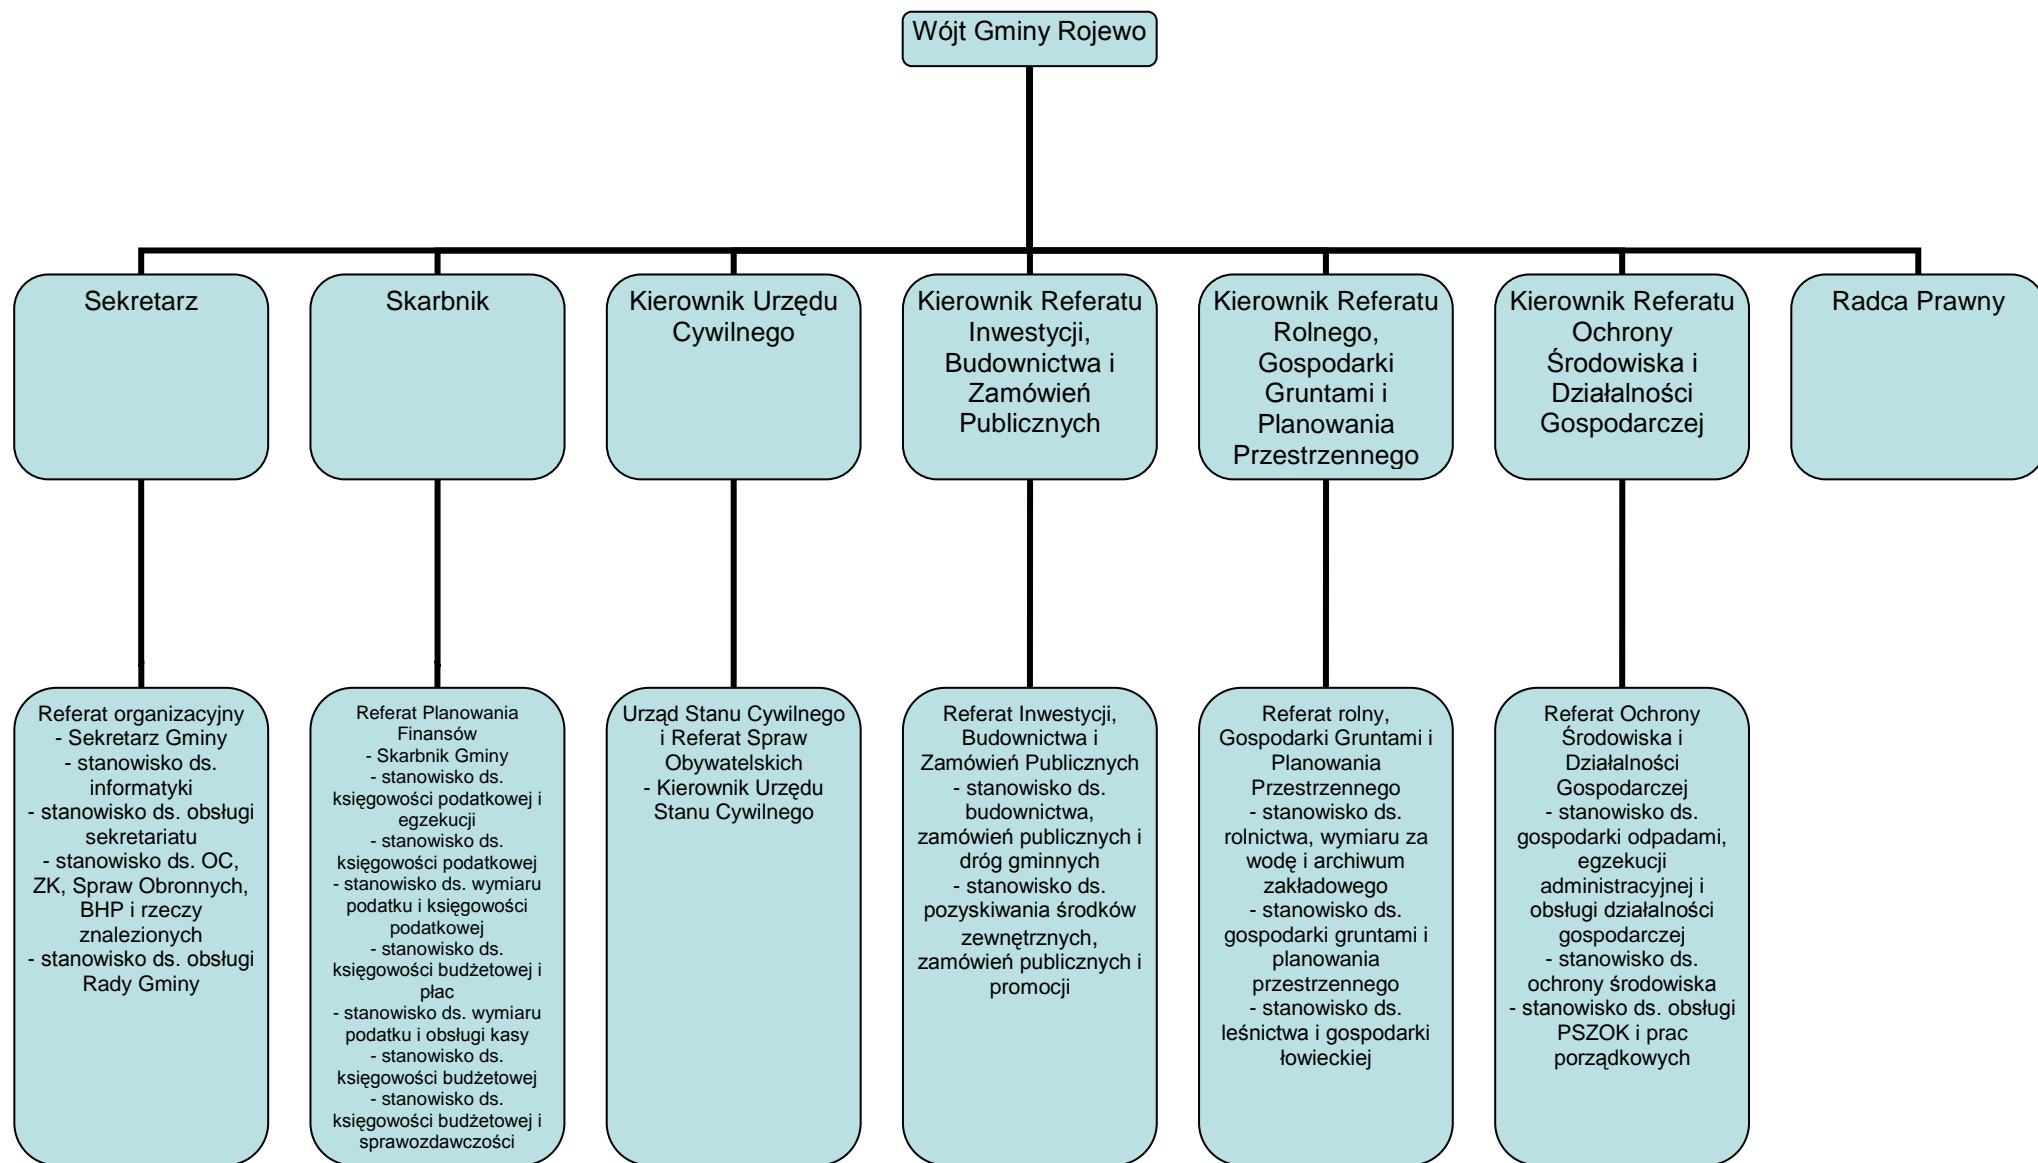 Wójt Gminy Rojewo
Sekretarz
Skarbnik
Kierownik Urzędu
Cywilnego
Kierownik Referatu
Inwestycji,
Budownictwa i
Zamówień
Publicznych
Kierownik Referatu
Rolnego,
Gospodarki
Gruntami i
Planowania
Przestrzennego
Kierownik Referatu
Ochrony
Środowiska i
Działalności
Gospodarczej
Radca Prawny
Referat organizacyjny
- Sekretarz Gminy
- stanowisko ds.
informatyki
- stanowisko ds. obsługi
sekretariatu
- stanowisko ds. OC,
ZK, Spraw Obronnych,
BHP i rzeczy
znalezionych
- stanowisko ds. obsługi
Rady Gminy
Referat Planowania
Finansów
- Skarbnik Gminy
- stanowisko ds.
księgowości podatkowej i
egzekucji
- stanowisko ds.
księgowości podatkowej
- stanowisko ds. wymiaru
podatku i księgowości
podatkowej
- stanowisko ds.
księgowości budżetowej i
płac
- stanowisko ds. wymiaru
podatku i obsługi kasy
- stanowisko ds.
księgowości budżetowej
- stanowisko ds.
księgowości budżetowej i
sprawozdawczości
Urząd Stanu Cywilnego
i Referat Spraw
Obywatelskich
- Kierownik Urzędu
Stanu Cywilnego
Referat Inwestycji,
Budownictwa i
Zamówień Publicznych
- stanowisko ds.
budownictwa,
zamówień publicznych i
dróg gminnych
- stanowisko ds.
pozyskiwania środków
zewnętrznych,
zamówień publicznych i
promocji
Referat rolny,
Gospodarki Gruntami i
Planowania
Przestrzennego
- stanowisko ds.
rolnictwa, wymiaru za
wodę i archiwum
zakładowego
- stanowisko ds.
gospodarki gruntami i
planowania
przestrzennego
- stanowisko ds.
leśnictwa i gospodarki
łowieckiej
Referat Ochrony
Środowiska i
Działalności
Gospodarczej
- stanowisko ds.
gospodarki odpadami,
egzekucji
administracyjnej i
obsługi działalności
gospodarczej
- stanowisko ds.
ochrony środowiska
- stanowisko ds. obsługi
PSZOK i prac
porządkowych